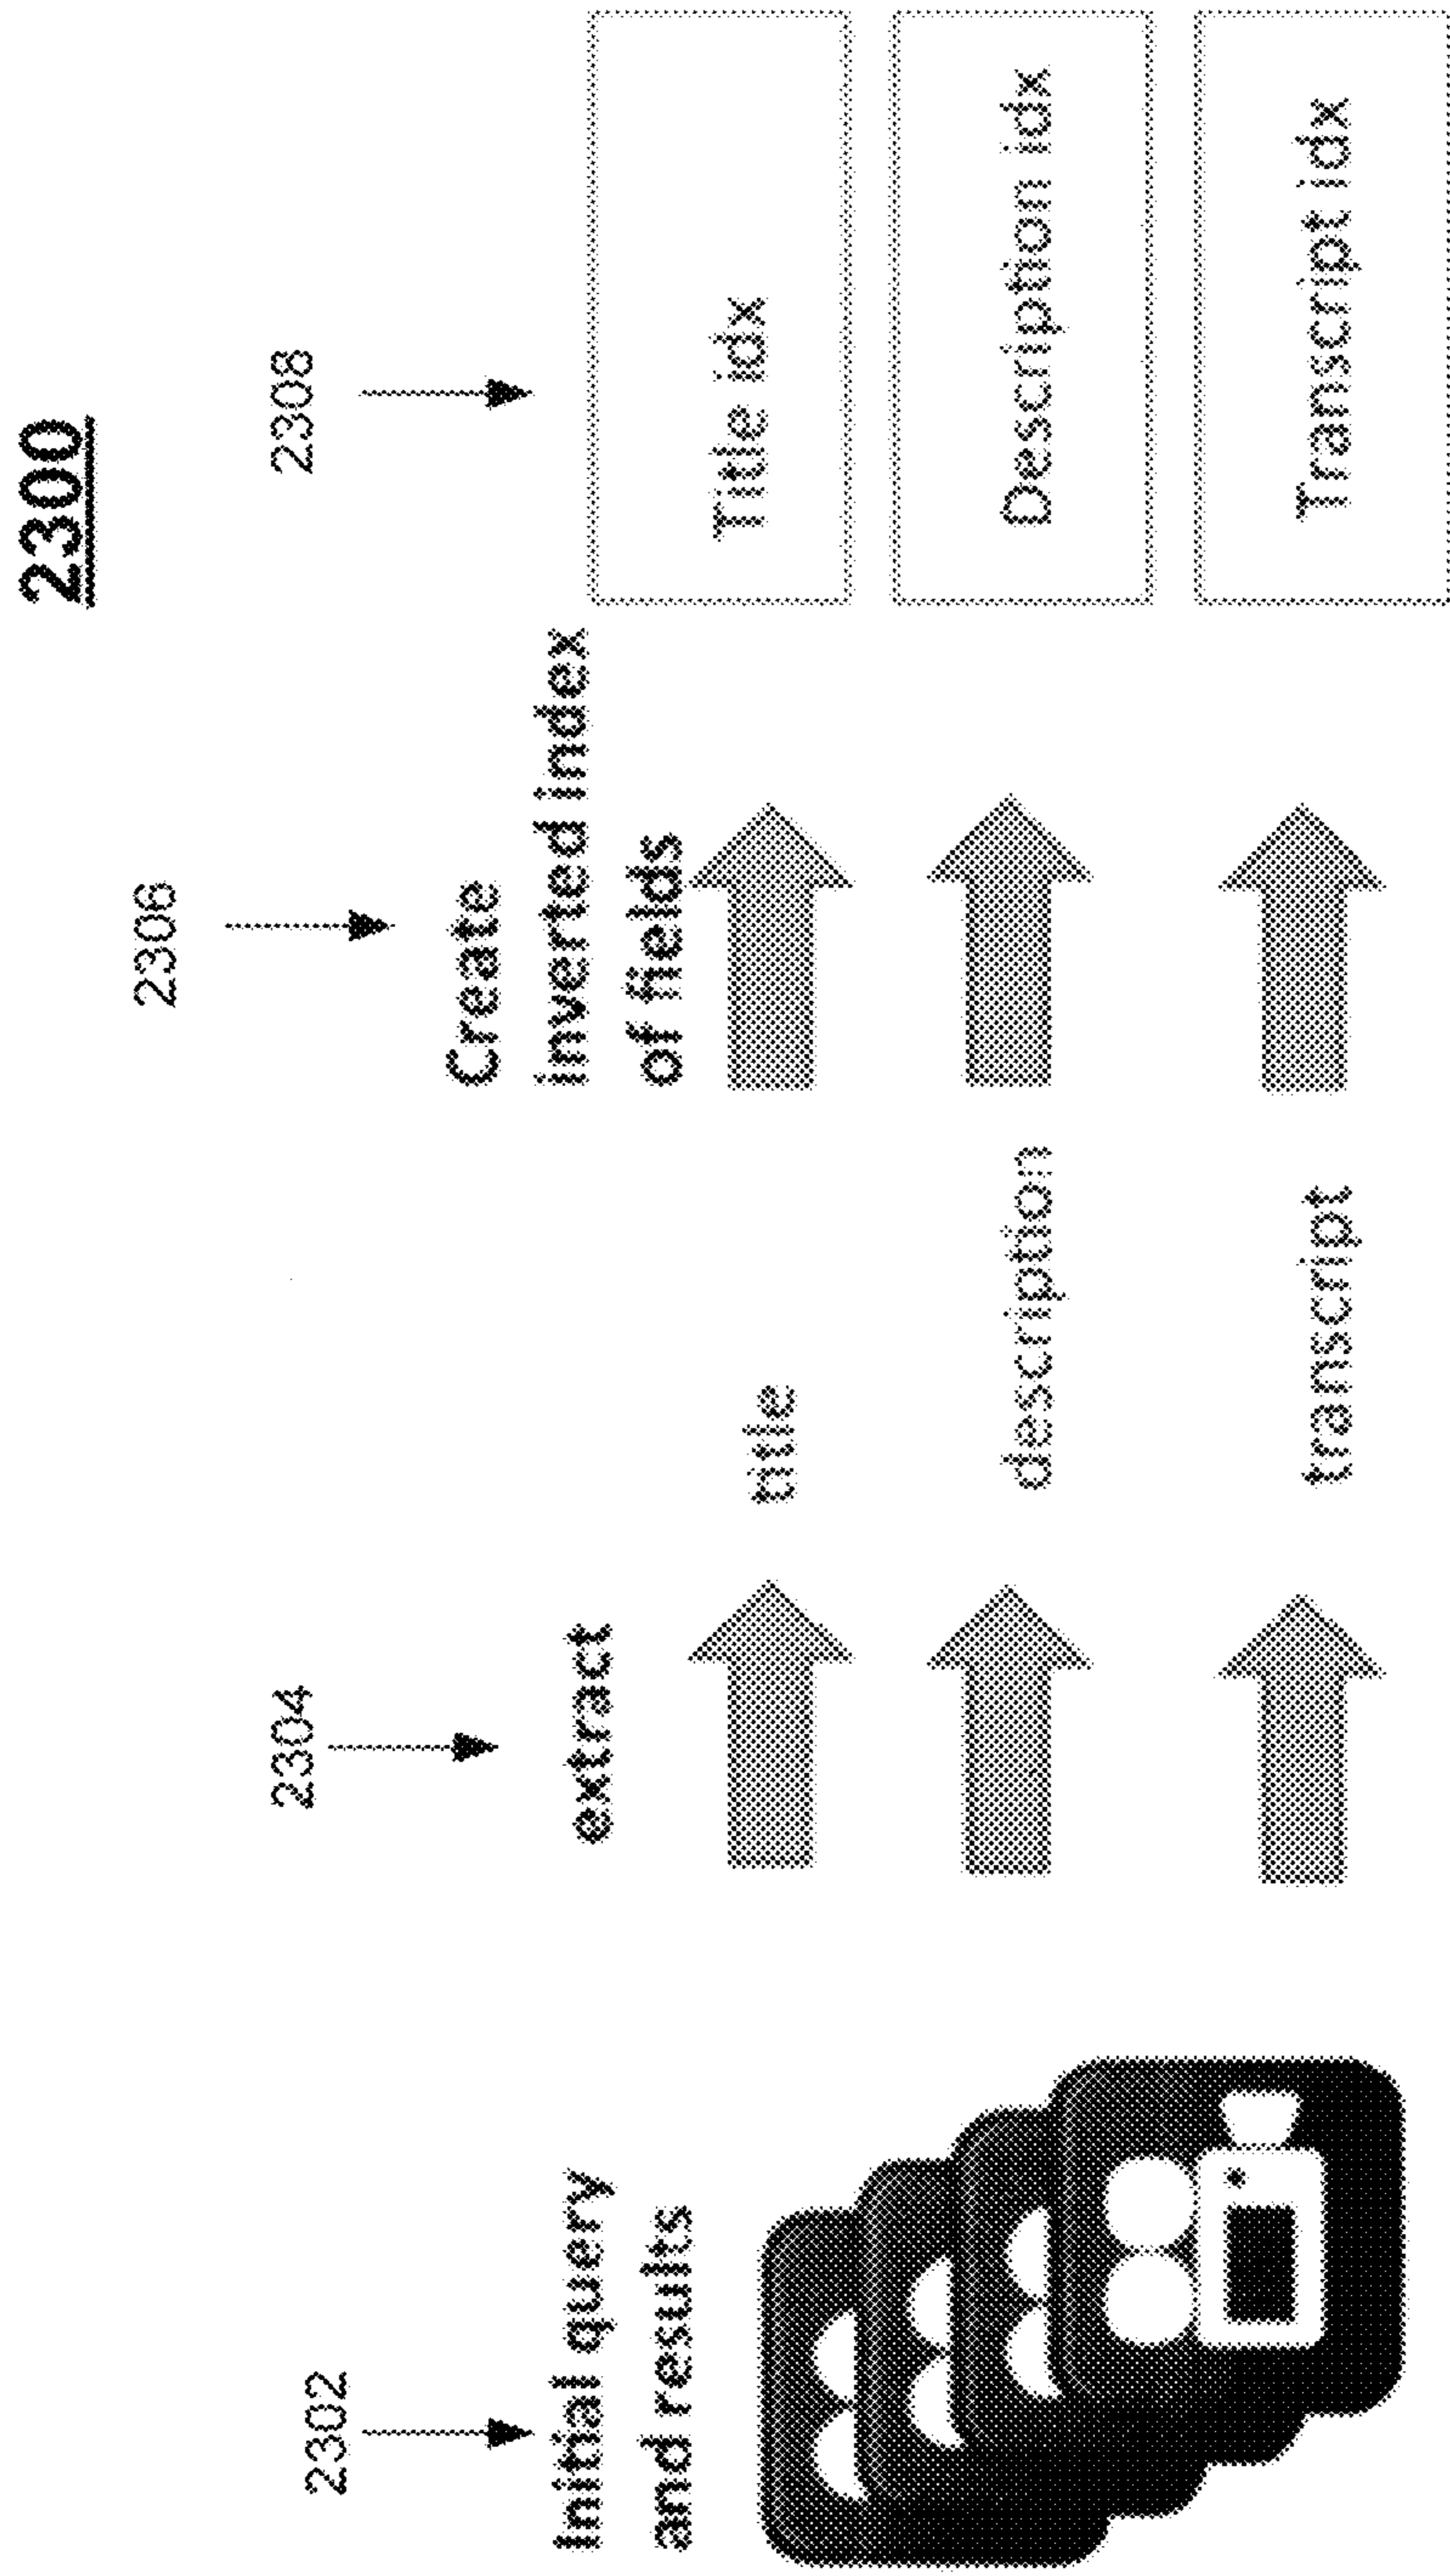 2300
2302
Initial query
and results
2304
extract
title
description
transcript
2306
Create
inverted index
of fields
2308
Title idx
Description idx
Transcript idx